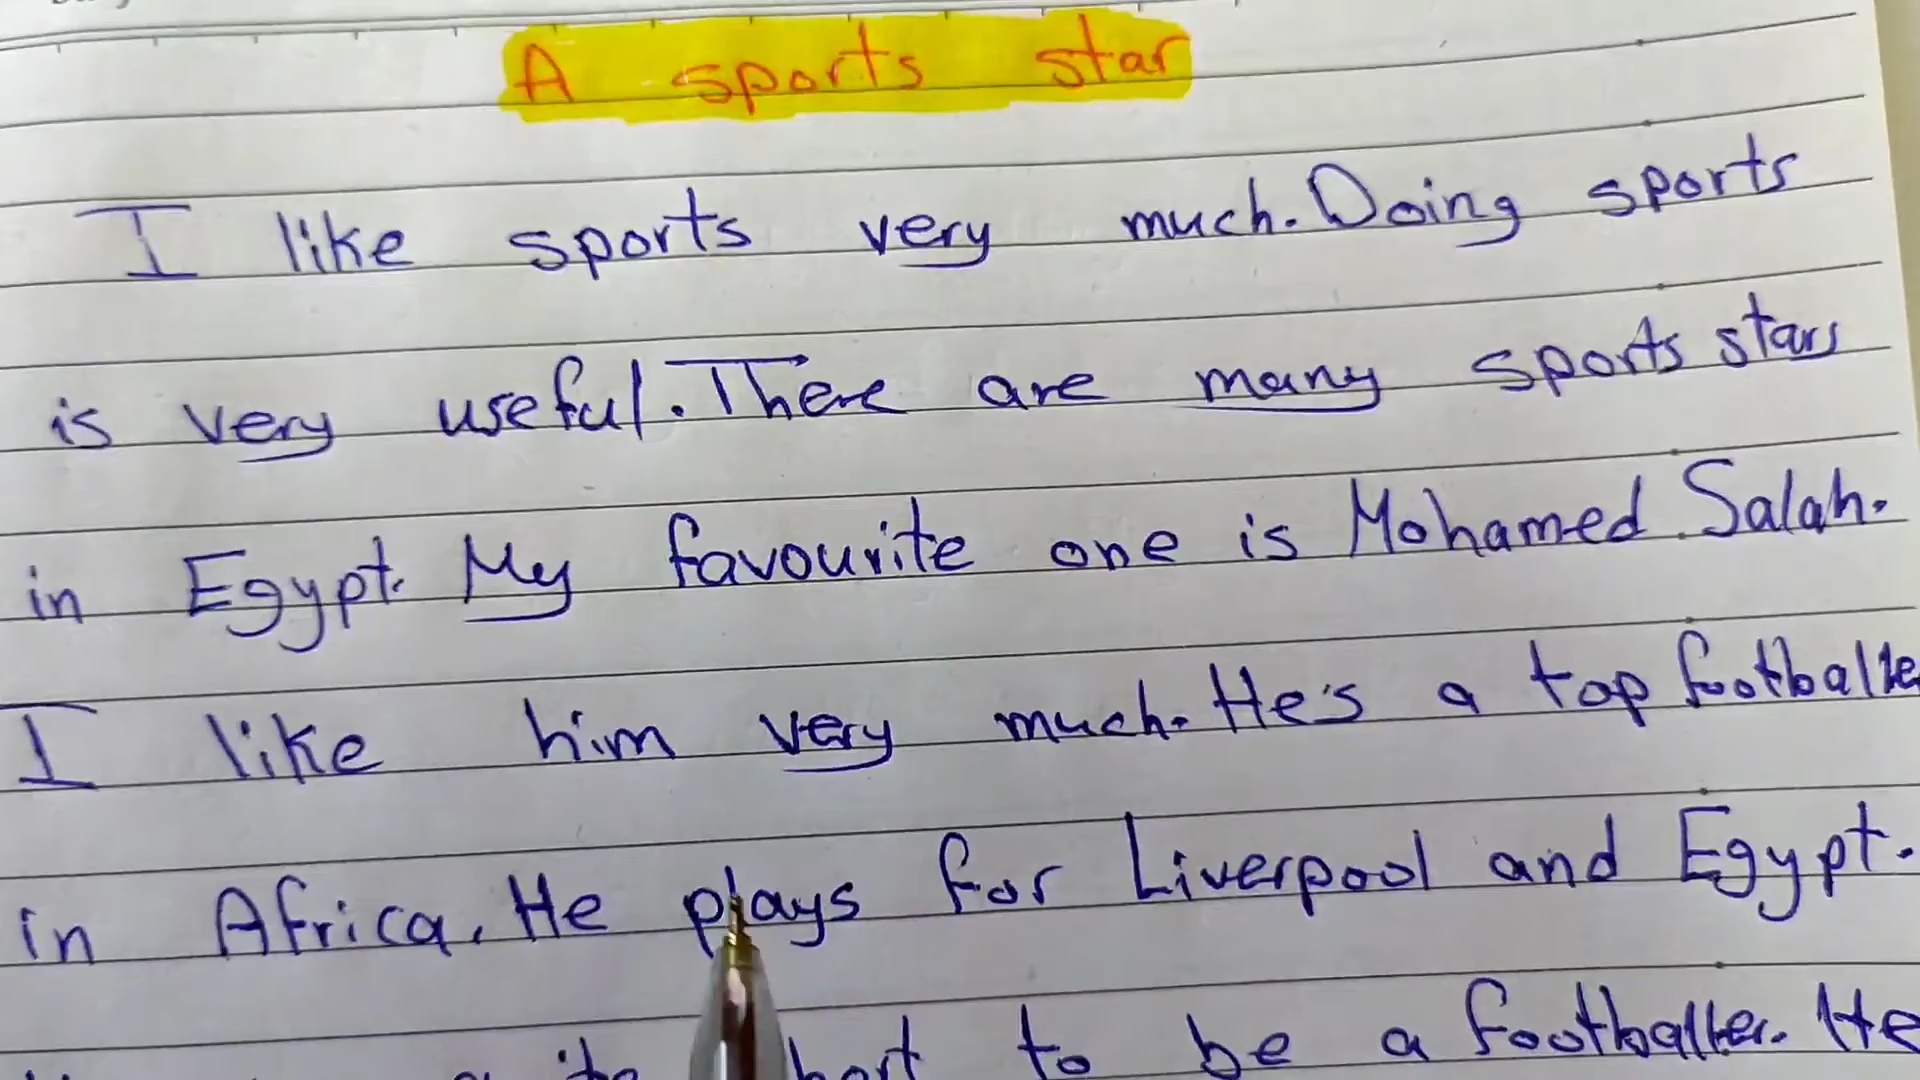 A sports star
I like sports very much. Doing sports
is very useful. There are many sports stars
in Egypt. My favourite one is Mohamed Salah.
I like him very much. He's a top footballe
in Africa. He plays for Liverpool and Egypt.
to be a footballer. He